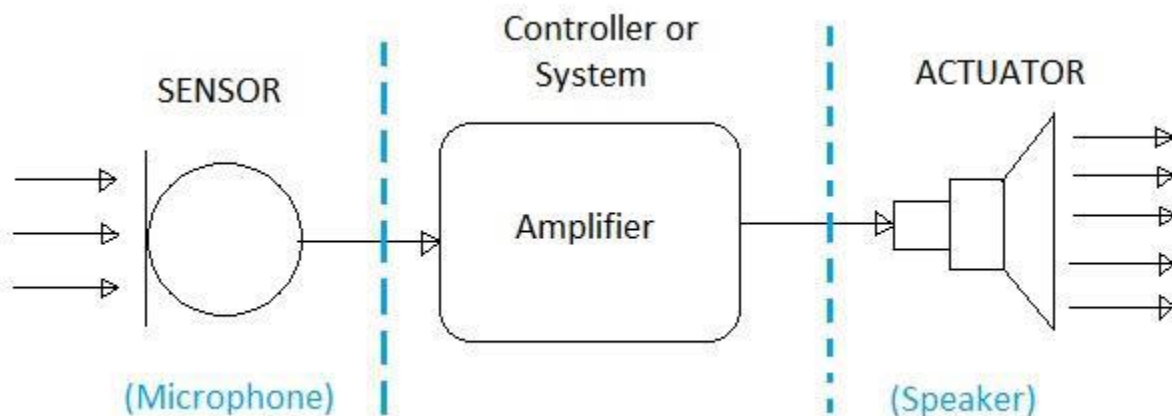 SENSOR
(Microphone)
Controller or
System
Amplifier
ACTUATOR
(Speaker)